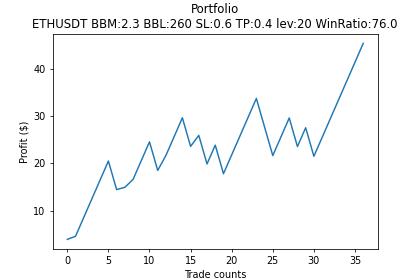 Portfolio
ETHUSDT BBM:2.3 BBL:260 SL:0.6 TP:0.4 lev:20 WinRatio:76.0
Profit ($)
40
30
20
10
0 5 10 15 20 25 30 35
Trade counts